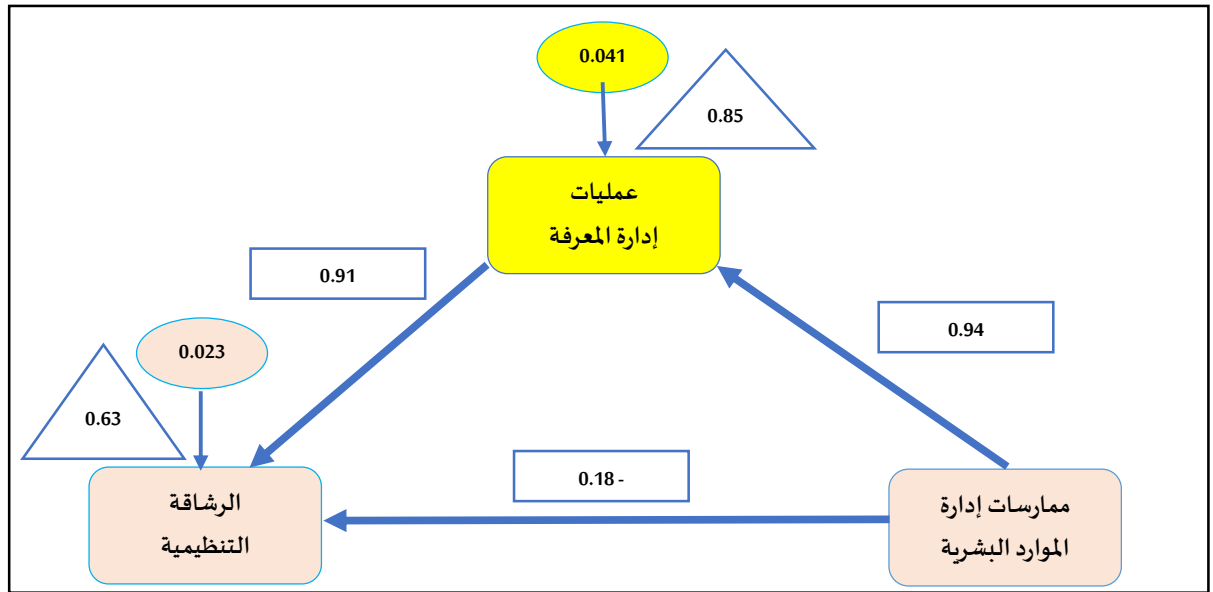 0.041
0.85
عمليات
إدارة المعرفة
0.91
0.94
0.023
0.63
0.18 -
الرشاقة
التنظيمية
ممارسات إدارة
الموارد البشرية